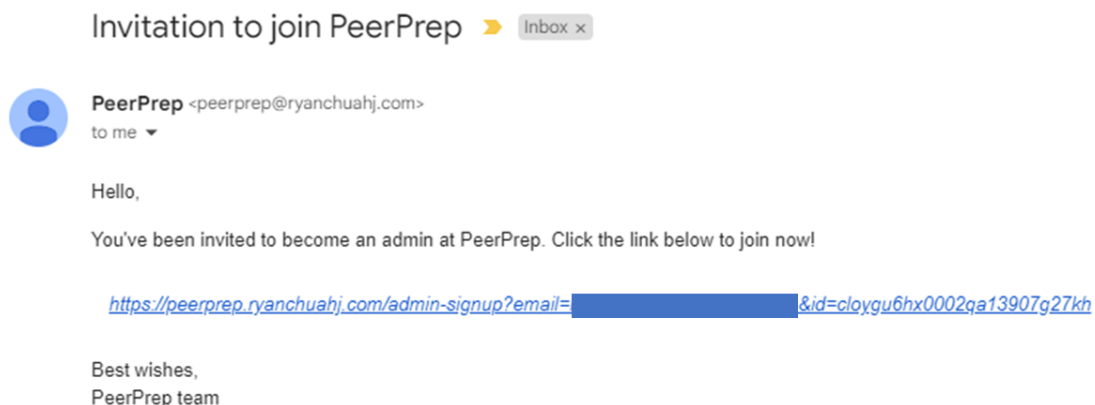 Invitation to join PeerPrep Inbox ×
PeerPrep <peerprep@ryanchuahj.com>
to me
Hello,
You've been invited to become an admin at PeerPrep. Click the link below to join now!
https://peerprep.ryanchuahj.com/admin-signup?email= &id=cloygu6hx0002qa13907g27kh
Best wishes,
PeerPrep team